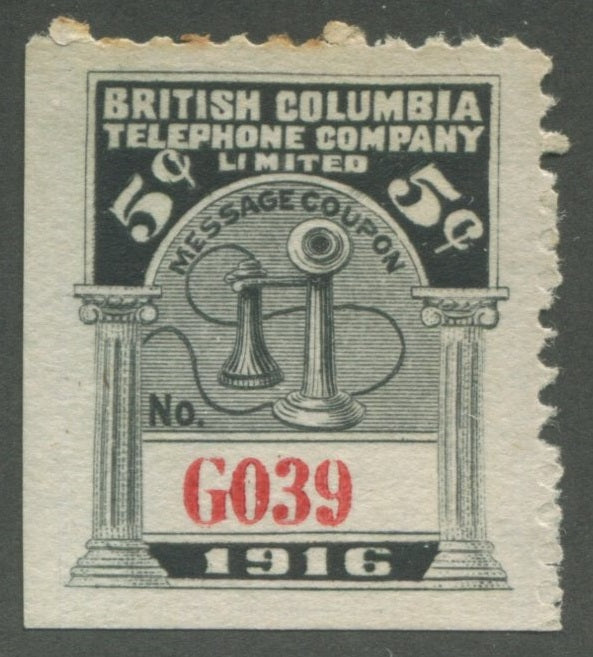 BRITISH COLUMBIA
TELEPHONE COMPANY
LIMITED
5¢ 5¢
MESSAGE COUPON
No.
G039
1916